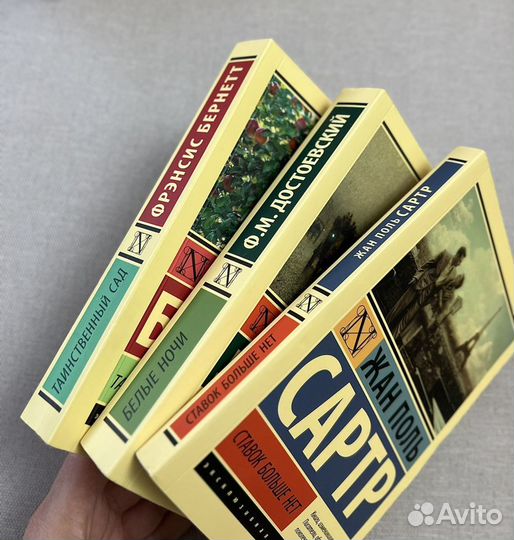 ФРЭНСИС БЕРНЕТТ
ТАИНСТВЕННЫЙ САД
Ф.М. ДОСТОЕВСКИЙ
БЕЛЫЕ НОЧИ
ЖАН ПОЛЬ САРТР
СТАВОК БОЛЬШЕ НЕТ
ЖАН ПОЛЬ
САРТР
СТАВОК БОЛЬШЕ НЕТ
Avito